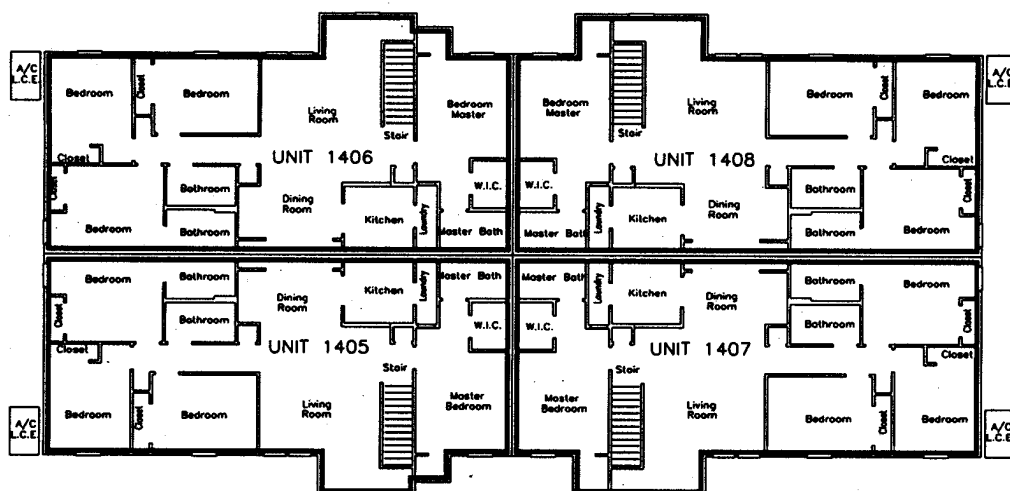 A/C
L.C.E.
Bedroom
Closet
Bedroom
Living
Room
Stair
Bedroom
Master
Closet
Closet
UNIT 1406
Bathroom
Bathroom
Bedroom
Dining
Room
Kitchen
Laundry
W.I.C.
Master Bath
Bedroom
Master
Stair
Living
Room
Bedroom
Closet
Bedroom
A/C
L.C.E.
UNIT 1408
Closet
Closet
W.I.C.
Master Bath
Laundry
Kitchen
Dining
Room
Bathroom
Bathroom
Bedroom
Bedroom
Bathroom
Bathroom
Closet
Closet
Dining
Room
Kitchen
Laundry
Master Bath
W.I.C.
UNIT 1405
Stair
A/C
L.C.E.
Bedroom
Closet
Bedroom
Living
Room
Master
Bedroom
Master Bath
Laundry
Kitchen
Dining
Room
Bathroom
Bathroom
Bedroom
Closet
Closet
W.I.C.
UNIT 1407
Stair
Master
Bedroom
Living
Room
Bedroom
Closet
Bedroom
A/C
L.C.E.